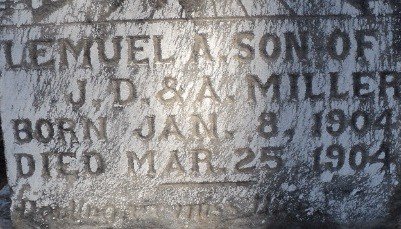 LEMUEL A. SON OF
J. D. & A. MILLER
BORN JAN. 8, 1904
DIED MAR. 25, 1904